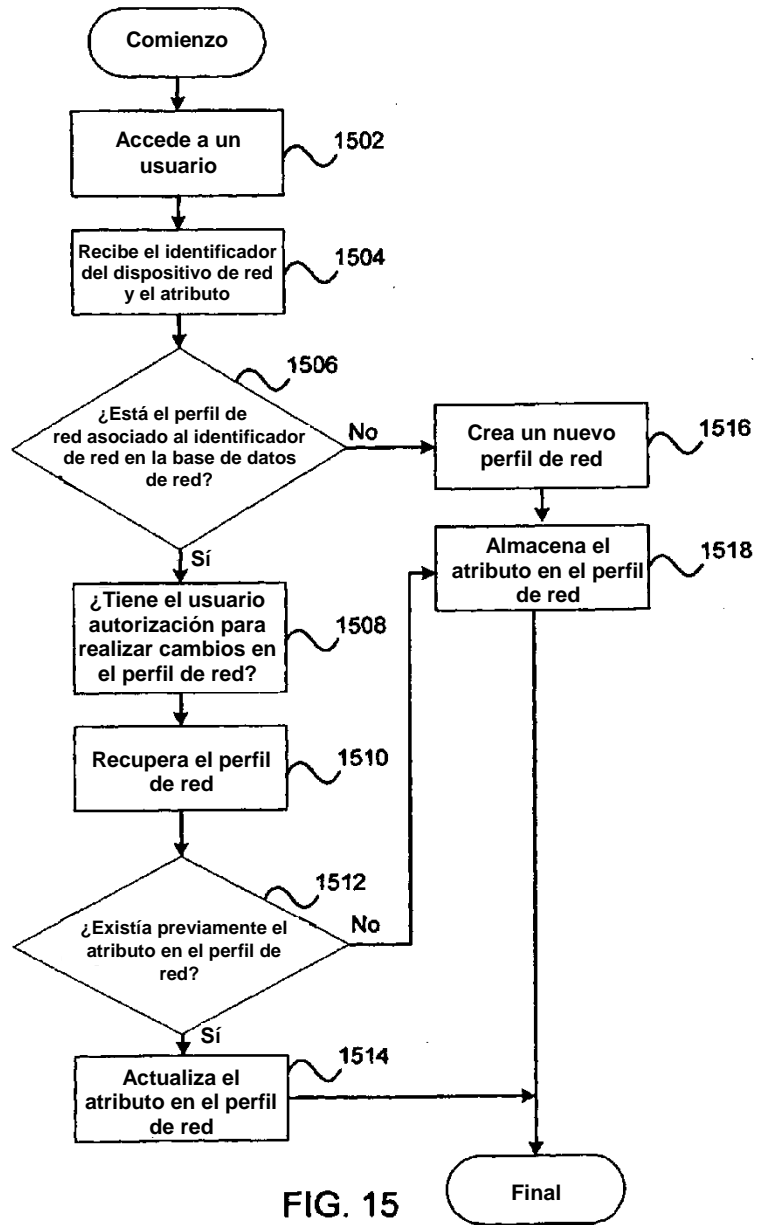 Comienzo
Accede a un
usuario
1502
Recibe el identificador
del dispositivo de red
y el atributo
1504
1506
¿Está el perfil de
red asociado al identificador
de red en la base de datos
de red?
No
Crea un nuevo
perfil de red
1516
Almacena el
atributo en el perfil
de red
1518
Sí
¿Tiene el usuario
autorización para
realizar cambios en
el perfil de red?
1508
Recupera el perfil
de red
1510
1512
¿Existía previamente el
atributo en el perfil de
red?
No
Sí
1514
Actualiza el
atributo en el perfil
de red
Final
FIG. 15